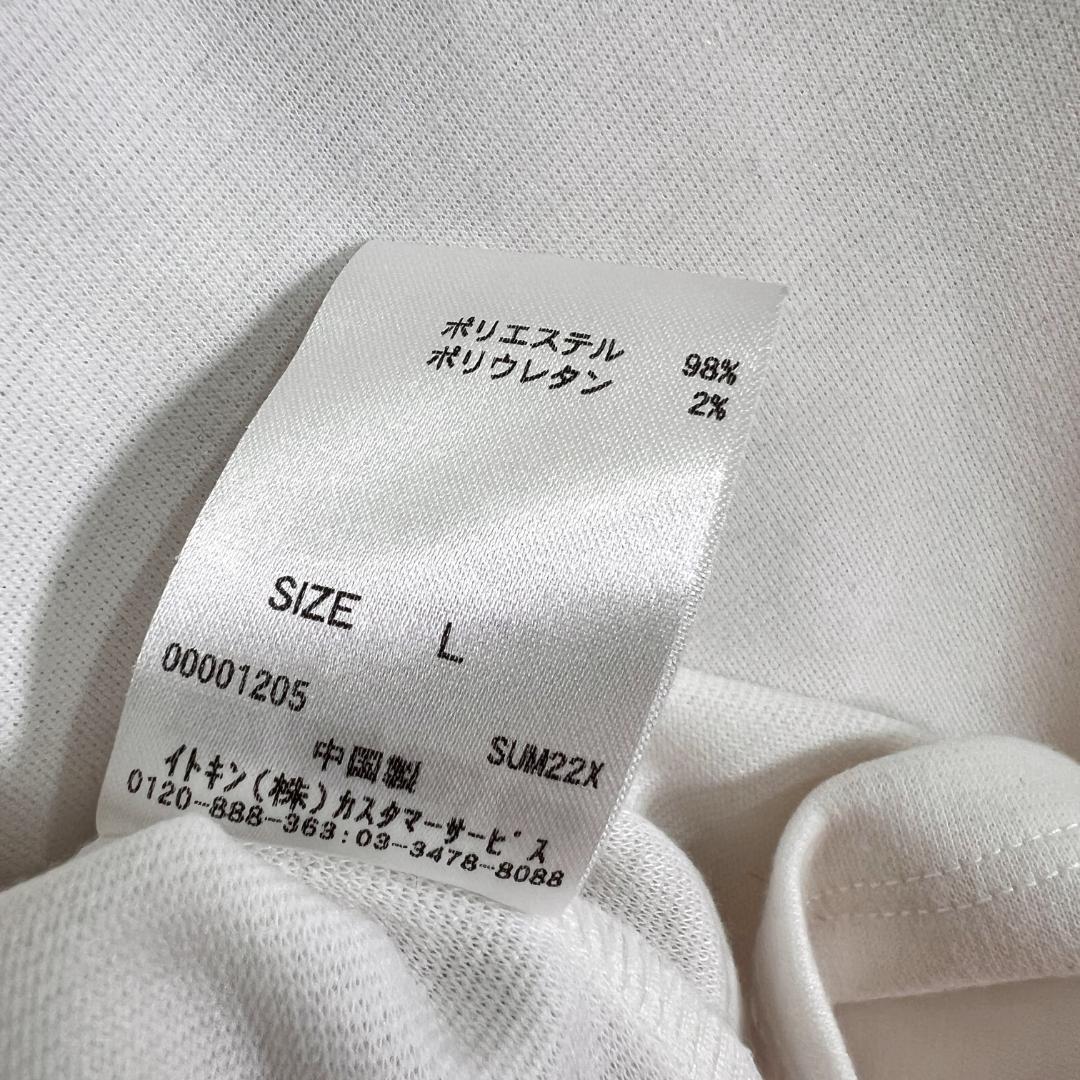 ポリエステル 98%
ポリウレタン 2%
SIZE L
00001205
中国製 SUM22X
イトキン(株)カスタマーサービス
0120-888-363:03-3478-8088